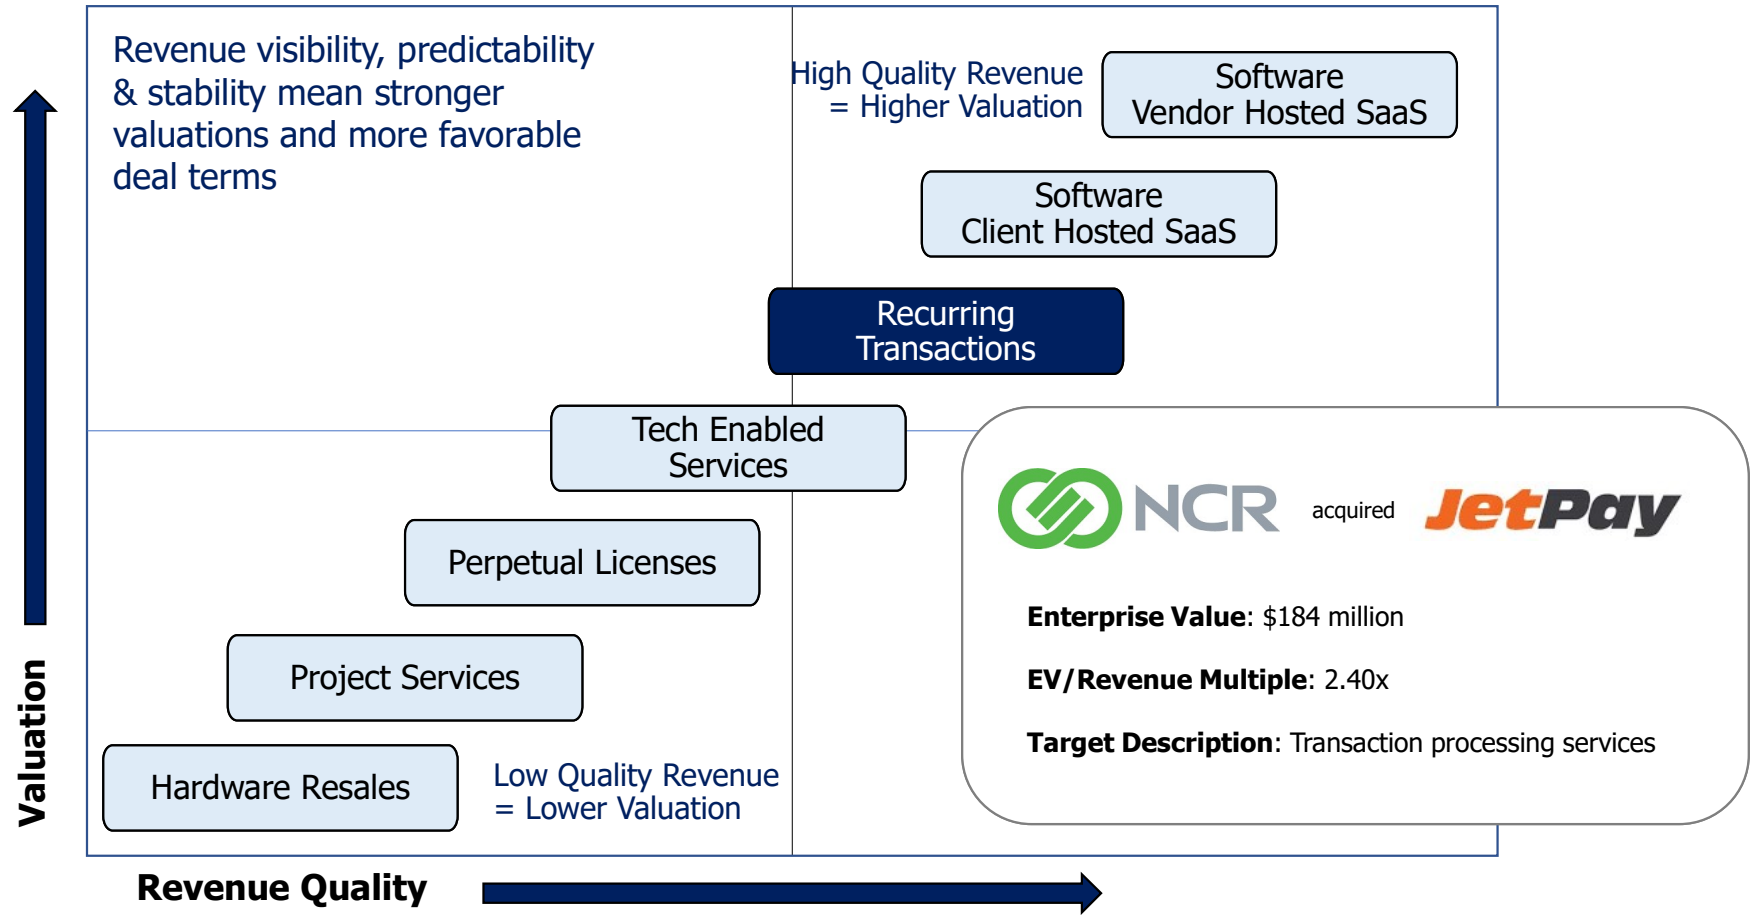 Revenue visibility, predictability
& stability mean stronger
valuations and more favorable
deal terms
High Quality Revenue
= Higher Valuation
Software
Vendor Hosted SaaS
Software
Client Hosted SaaS
Recurring
Transactions
Tech Enabled
Services
Perpetual Licenses
Project Services
Hardware Resales
Low Quality Revenue
= Lower Valuation
NCR acquired JetPay
Enterprise Value: $184 million
EV/Revenue Multiple: 2.40x
Target Description: Transaction processing services
Valuation
Revenue Quality